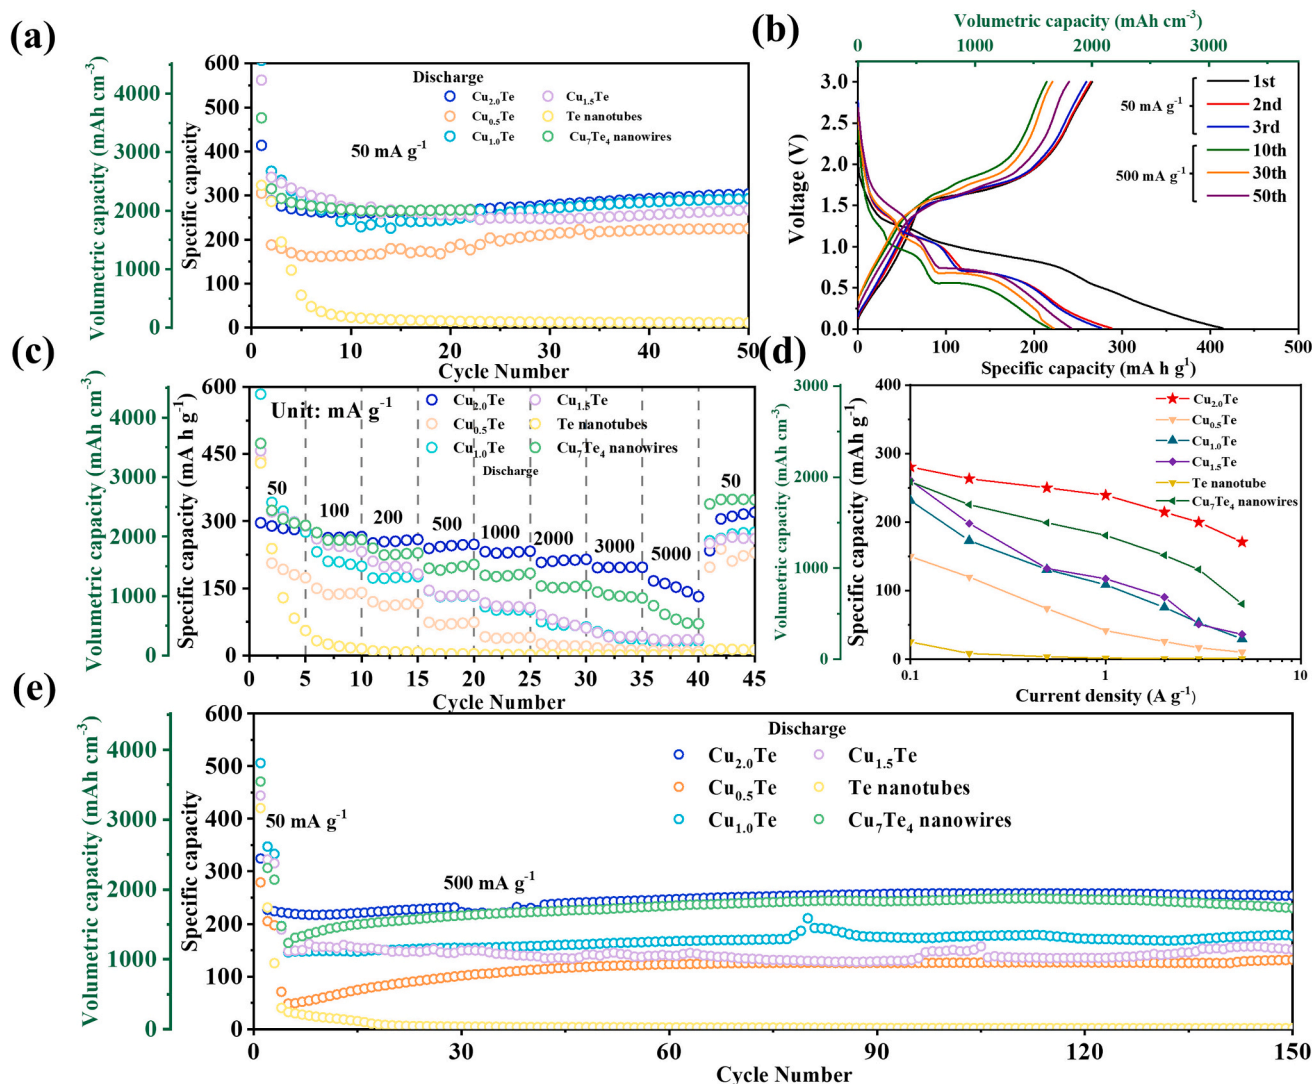 (a)
Volumetric capacity (mAh cm-3)
4000
3000
2000
1000
0
Specific capacity
600
500
400
300
200
100
0
Discharge
Cu2.0Te
Cu1.5Te
Cu0.5Te
Te nanotubes
Cu1.0Te
Cu7Te4 nanowires
50 mA g-1
0 10 20 30 40 50
Cycle Number
(b)
Volumetric capacity (mAh cm-3)
0 1000 2000 3000
Voltage (V)
3.0
2.5
2.0
1.5
1.0
0.5
0.0
50 mA g-1
1st
2nd
3rd
500 mA g-1
10th
30th
50th
0 100 200 300 400 500
Specific capacity (mA h g1)
(c)
Volumetric capacity (mAh cm-3)
4000
3000
2000
1000
0
Specific capacity (mA h g-1)
600
450
300
150
0
Unit: mA g-1
Cu2.0Te
Cu1.5Te
Cu0.5Te
Te nanotubes
Cu1.0Te
Cu7Te4 nanowires
Discharge
50
100
200
500
1000
2000
3000
5000
50
0 5 10 15 20 25 30 35 40 45
Cycle Number
(d)
Volumetric capacity (mAh cm-3)
3000
2000
1000
0
Specific capacity (mAh g-1)
400
300
200
100
0
Cu2.0Te
Cu0.5Te
Cu1.0Te
Cu1.5Te
Te nanotube
Cu7Te4 nanowires
0.1 1 10
Current density (A g-1)
(e)
Volumetric capacity (mAh cm-3)
4000
3000
2000
1000
0
Specific capacity
600
500
400
300
200
100
0
Discharge
Cu2.0Te
Cu1.5Te
Cu0.5Te
Te nanotubes
Cu1.0Te
Cu7Te4 nanowires
50 mA g-1
500 mA g-1
0 30 60 90 120 150
Cycle Number